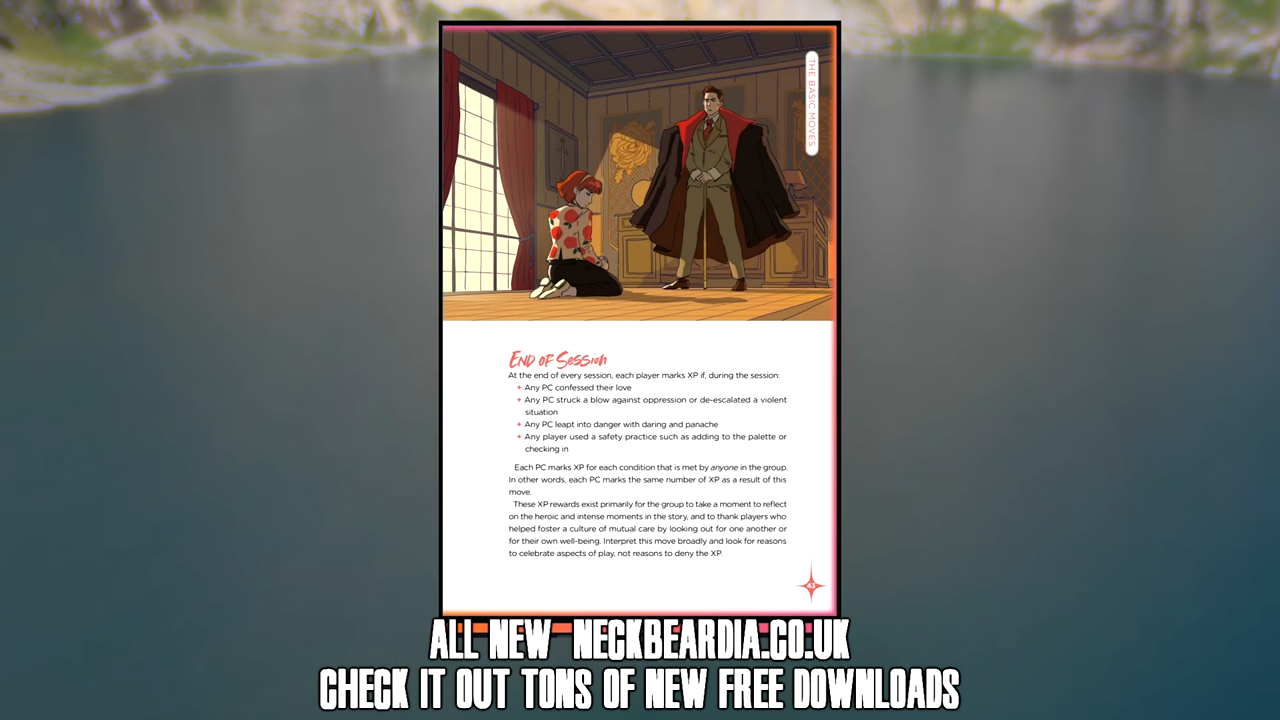 THE BASIC MOVES
END OF SESSION
At the end of every session, each player marks XP if, during the session:
+ Any PC confessed their love
+ Any PC struck a blow against oppression or de-escalated a violent
situation
+ Any PC leapt into danger with daring and panache
+ Any player used a safety practice such as adding to the palette or
checking in
Each PC marks XP for each condition that is met by anyone in the group.
In other words, each PC marks the same number of XP as a result of this
move.
These XP rewards exist primarily for the group to take a moment to reflect
on the heroic and intense moments in the story, and to thank players who
helped foster a culture of mutual care by looking out for one another or
for their own well-being. Interpret this move broadly and look for reasons
to celebrate aspects of play, not reasons to deny the XP.
ALL NEW NECKBEARDIA.CO.UK
CHECK IT OUT TONS OF NEW FREE DOWNLOADS